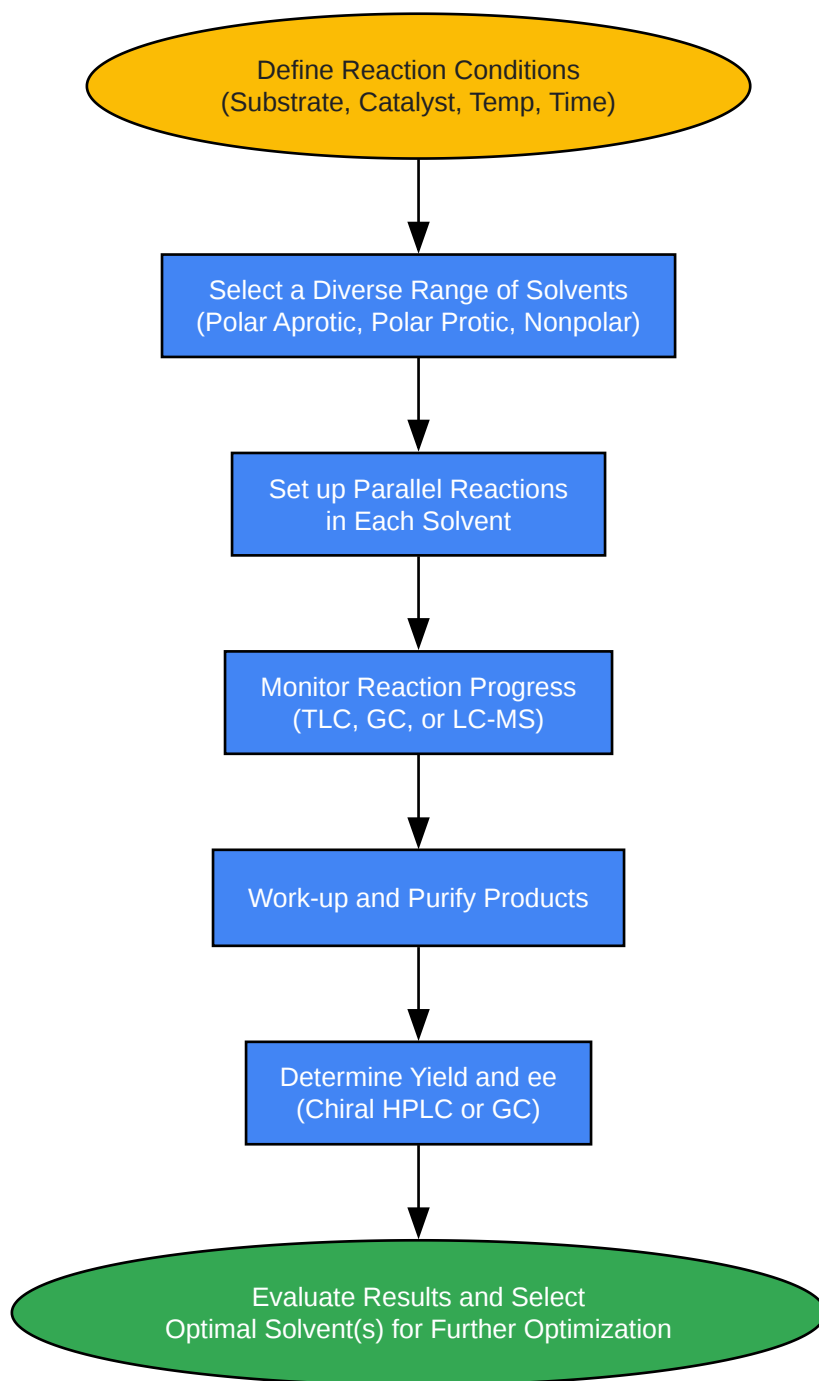 Define Reaction Conditions
(Substrate, Catalyst, Temp, Time)
Select a Diverse Range of Solvents
(Polar Aprotic, Polar Protic, Nonpolar)
Set up Parallel Reactions
in Each Solvent
Monitor Reaction Progress
(TLC, GC, or LC-MS)
Work-up and Purify Products
Determine Yield and ee
(Chiral HPLC or GC)
Evaluate Results and Select
Optimal Solvent(s) for Further Optimization